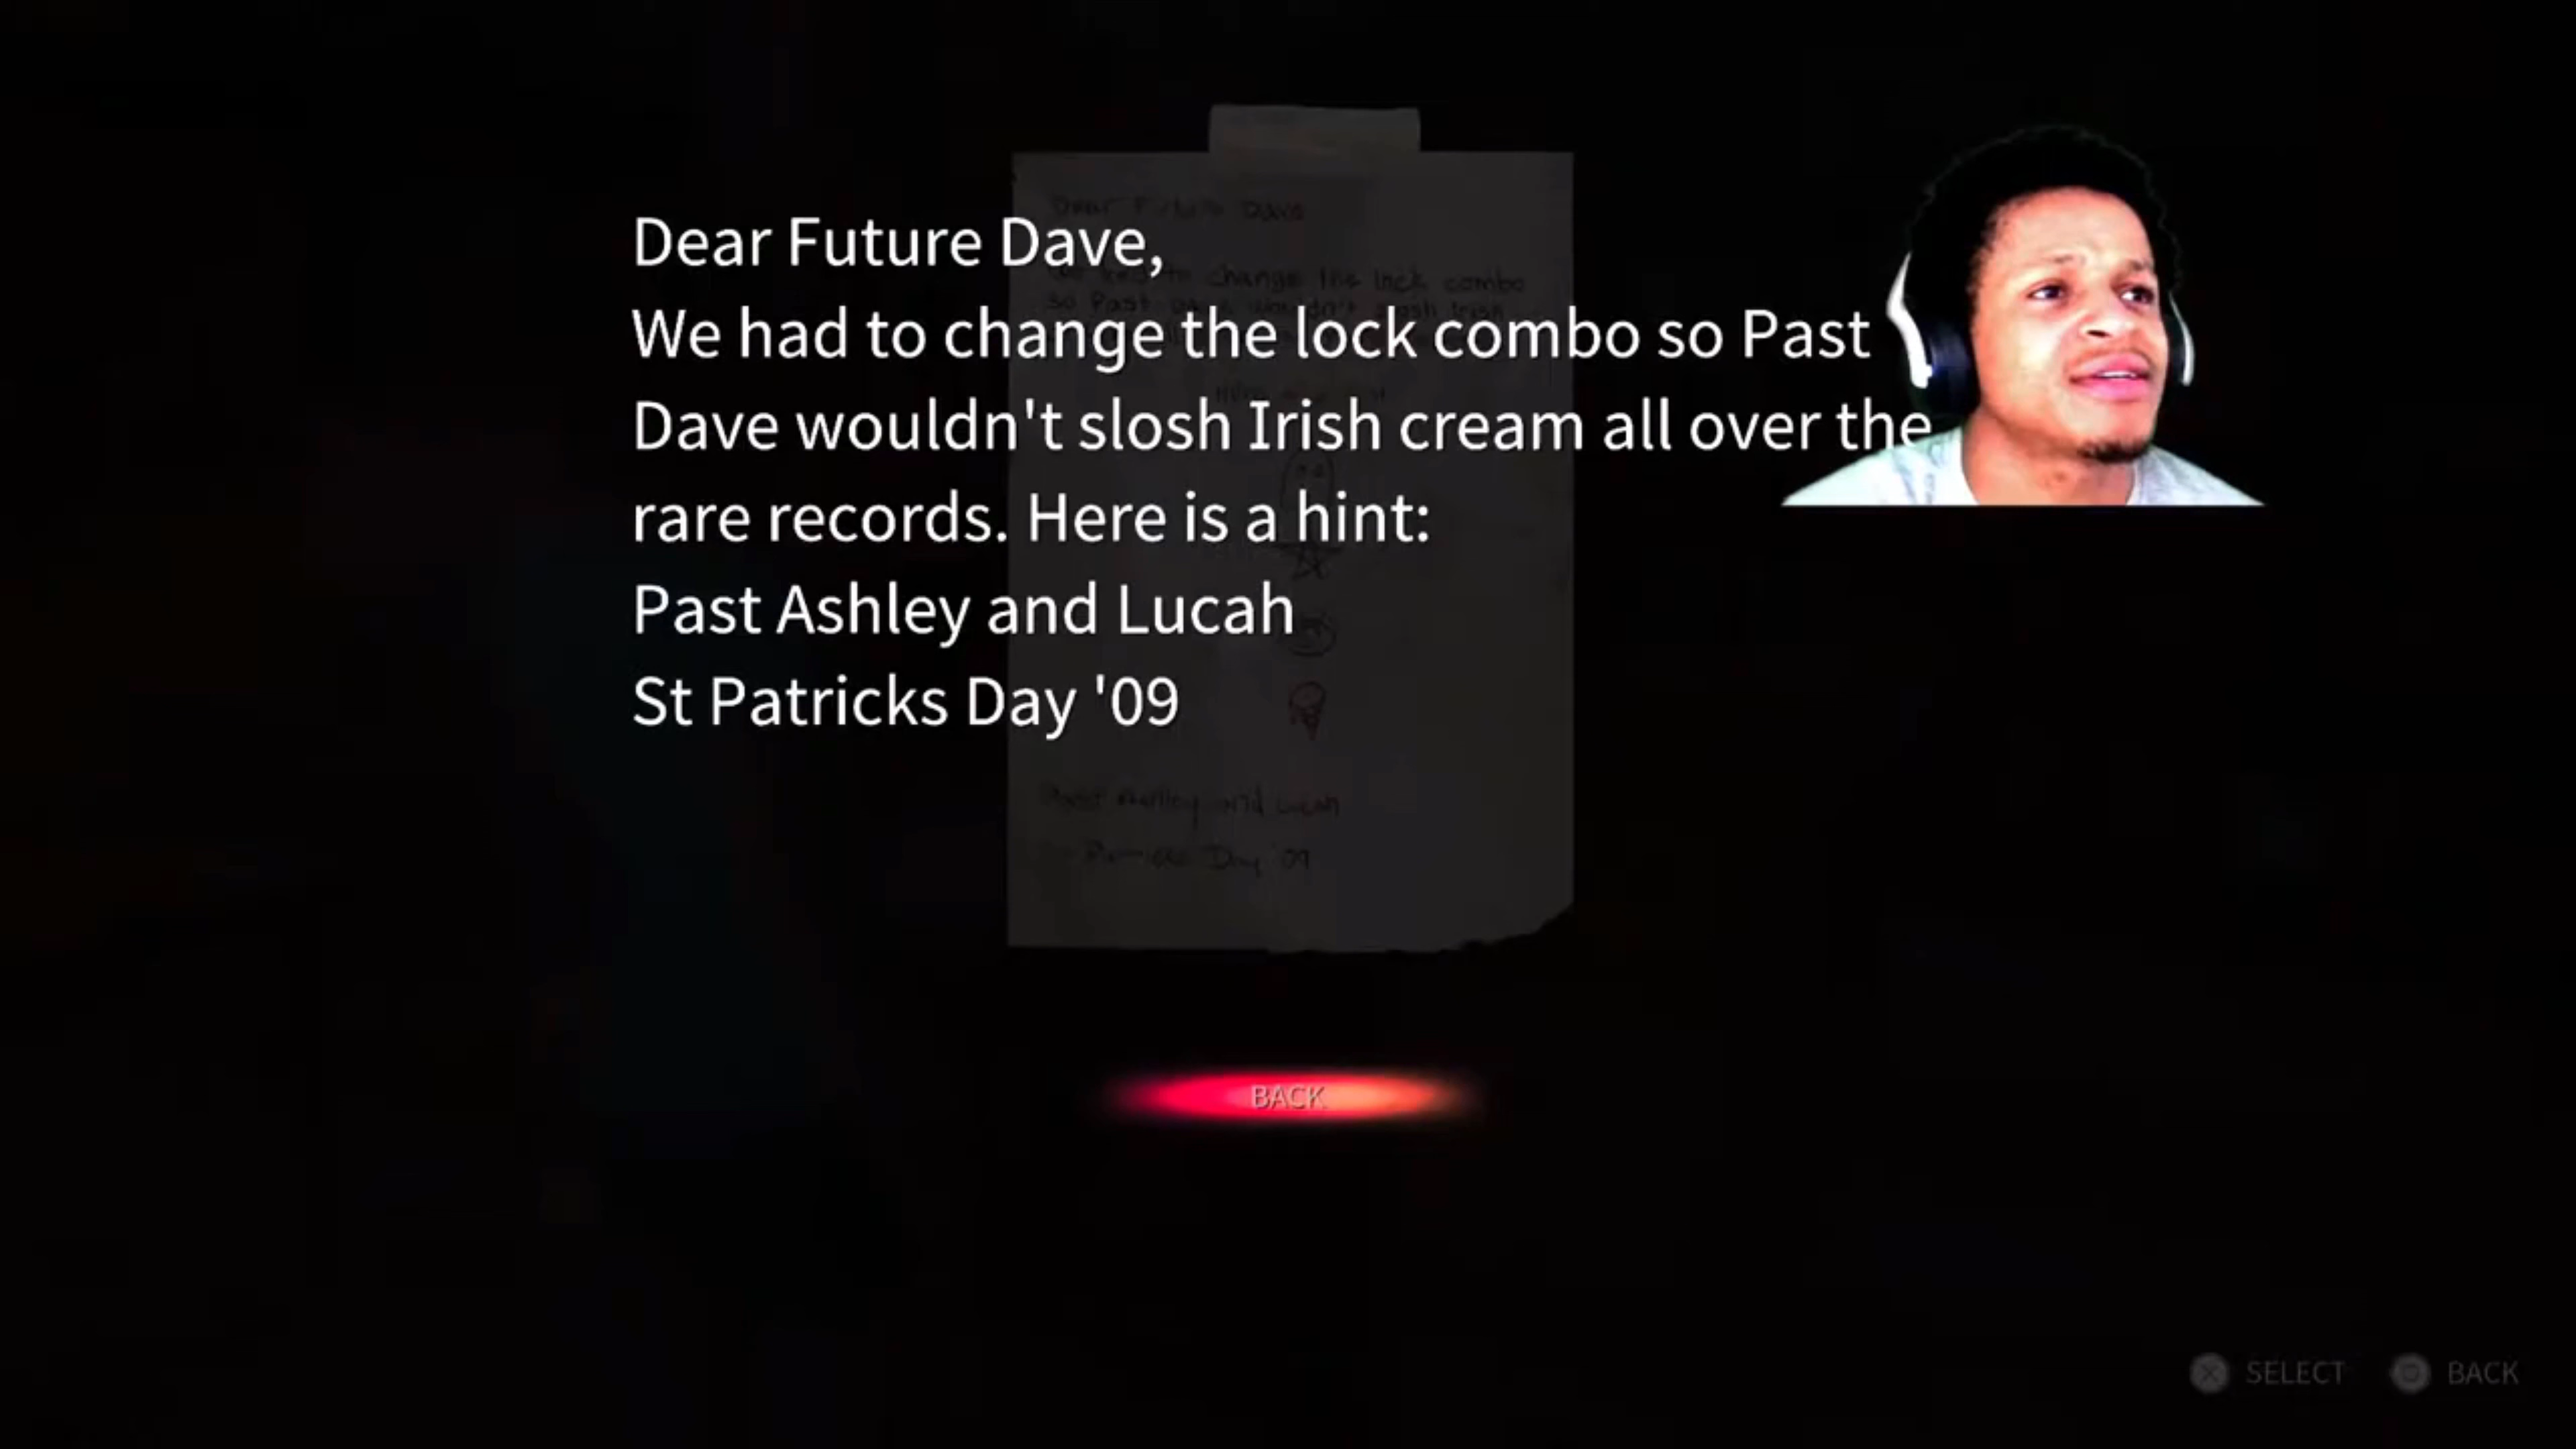 Dear Future Dave,
We had to change the lock combo so Past
Dave wouldn't slosh Irish cream all over the
rare records. Here is a hint:
Past Ashley and Lucah
St Patricks Day '09
BACK
SELECT
BACK